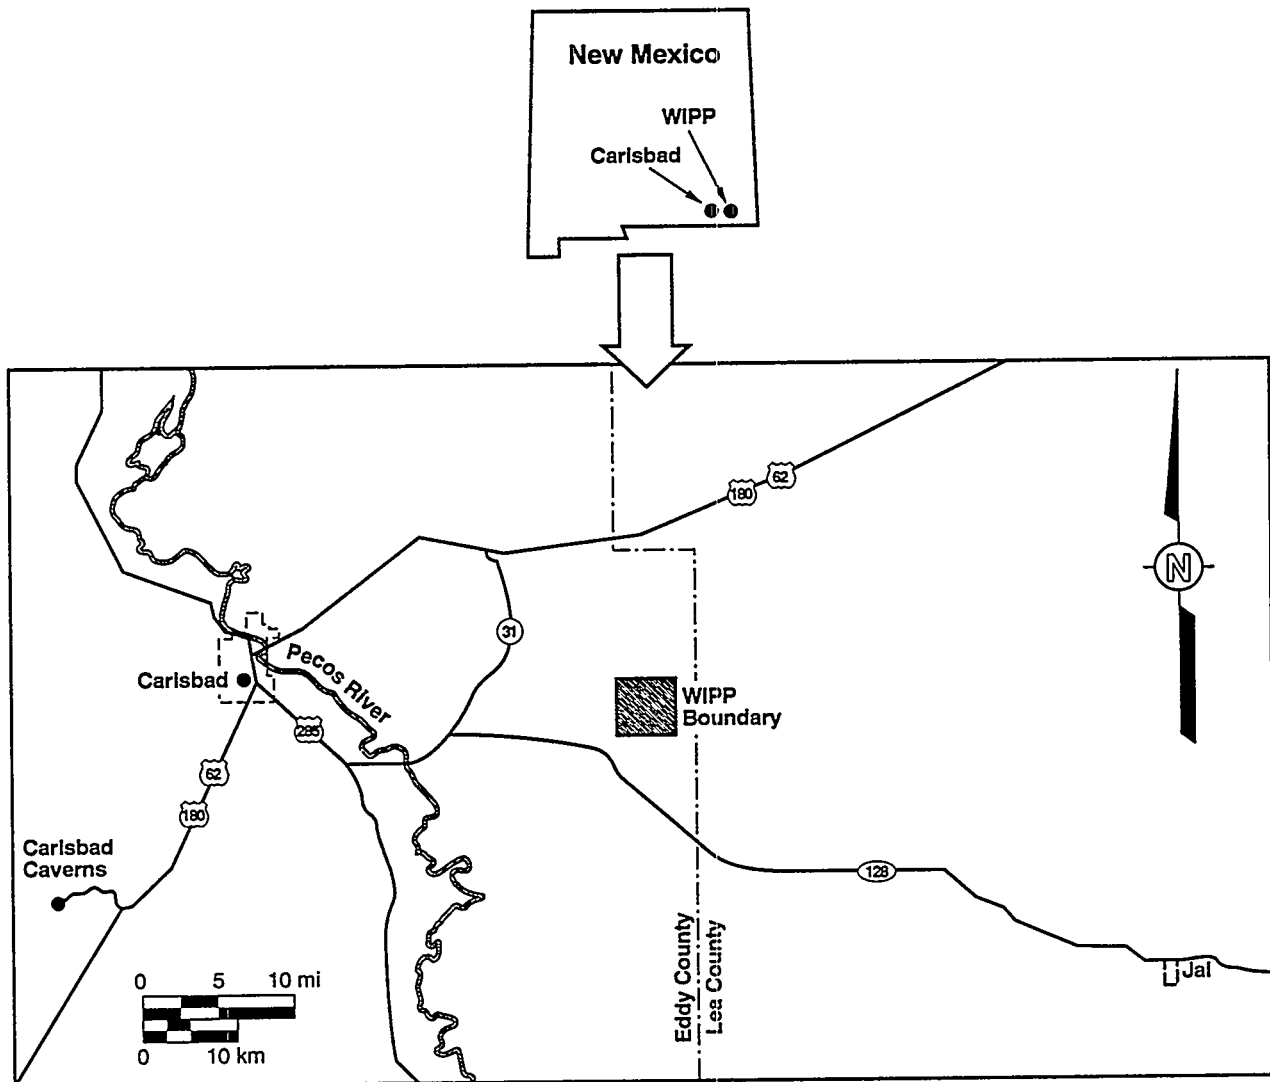 New Mexico
WIPP
Carlsbad
180
62
N
31
Pecos River
Carlsbad
WIPP
Boundary
285
62
180
Carlsbad
Caverns
128
Eddy County
Lea County
Jal
0 5 10 mi
0 10 km